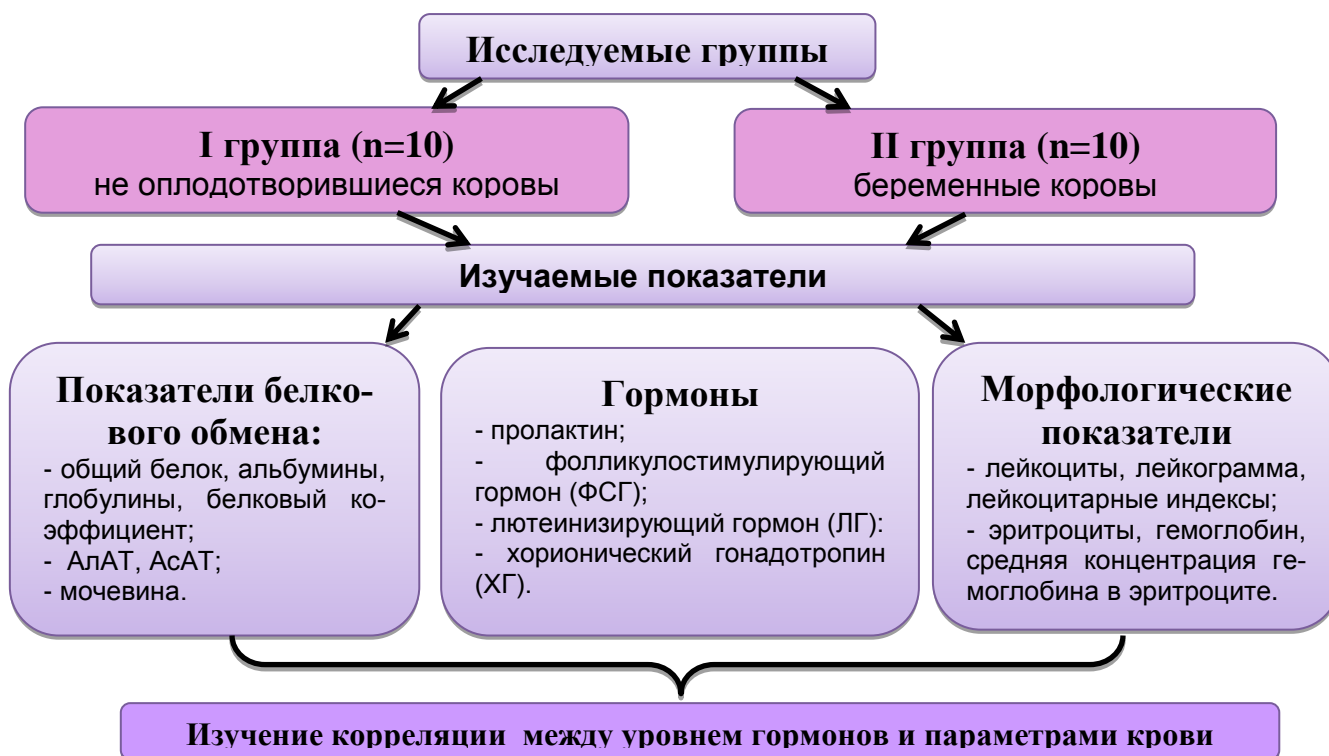 Исследуемые группы
I группа (n=10)
не оплодотворившиеся коровы
II группа (n=10)
беременные коровы
Изучаемые показатели
Показатели белко-
вого обмена:
- общий белок, альбумины,
глобулины, белковый ко-
эффициент;
- АлАТ, АсАТ;
- мочевина.
Гормоны
- пролактин;
- фолликулостимулирующий
гормон (ФСГ);
- лютеинизирующий гормон (ЛГ):
- хорионический гонадотропин
(ХГ).
Морфологические
показатели
- лейкоциты, лейкограмма,
лейкоцитарные индексы;
- эритроциты, гемоглобин,
средняя концентрация ге-
моглобина в эритроците.
Изучение корреляции между уровнем гормонов и параметрами крови